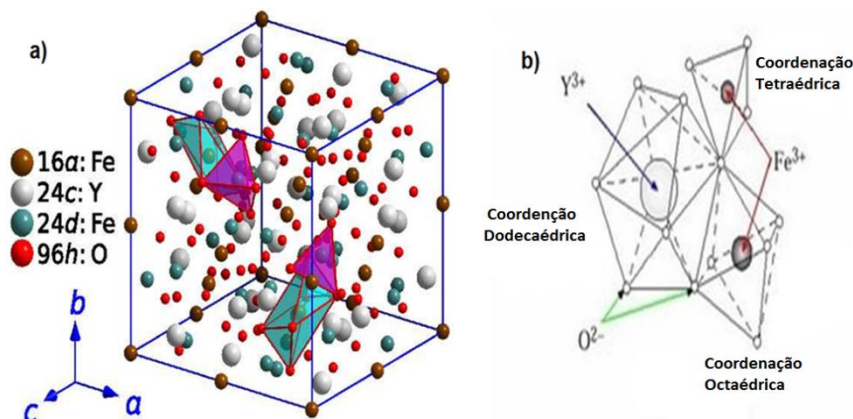 a)
16a: Fe
24c: Y
24d: Fe
96h: O
b
c
a
b)
Coordenação
Tetraédrica
Y3+
Fe3+
Coordenção
Dodecaédrica
O2-
Coordenação
Octaédrica